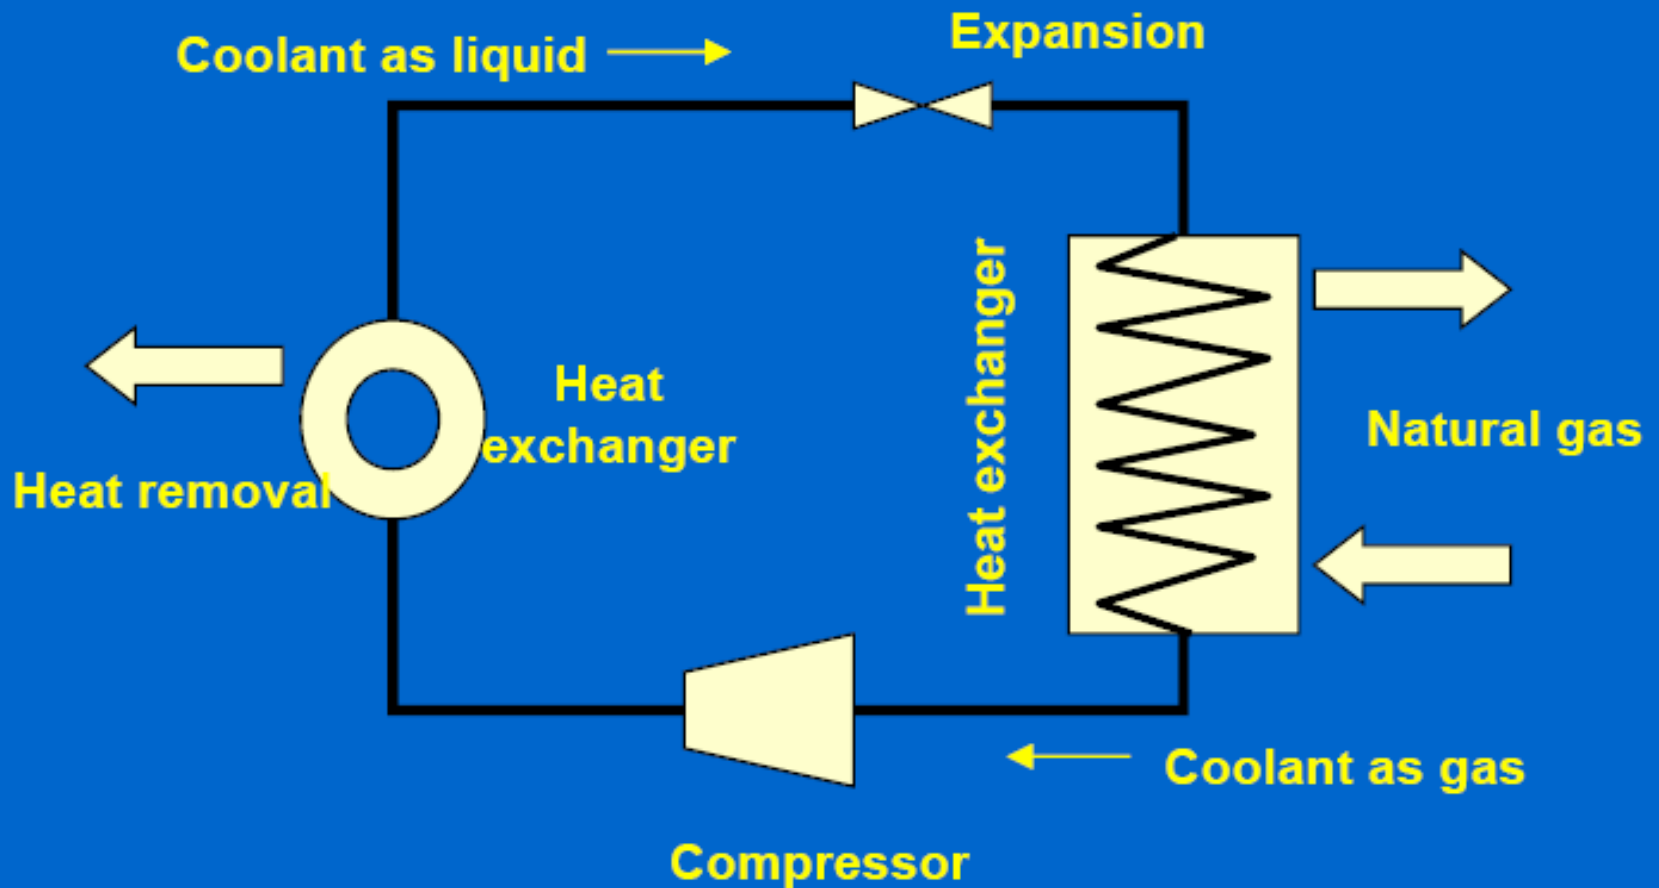 Coolant as liquid
Expansion
Heat
exchanger
Heat removal
Heat exchanger
Natural gas
Coolant as gas
Compressor